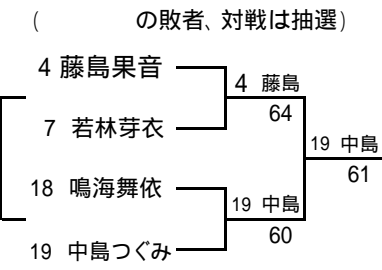 (　　　　の敗者、対戦は抽選)
4 藤島果音
4 藤島
64
7 若林芽衣
19 中島
61
18 鳴海舞依
19 中島
60
19 中島つぐみ